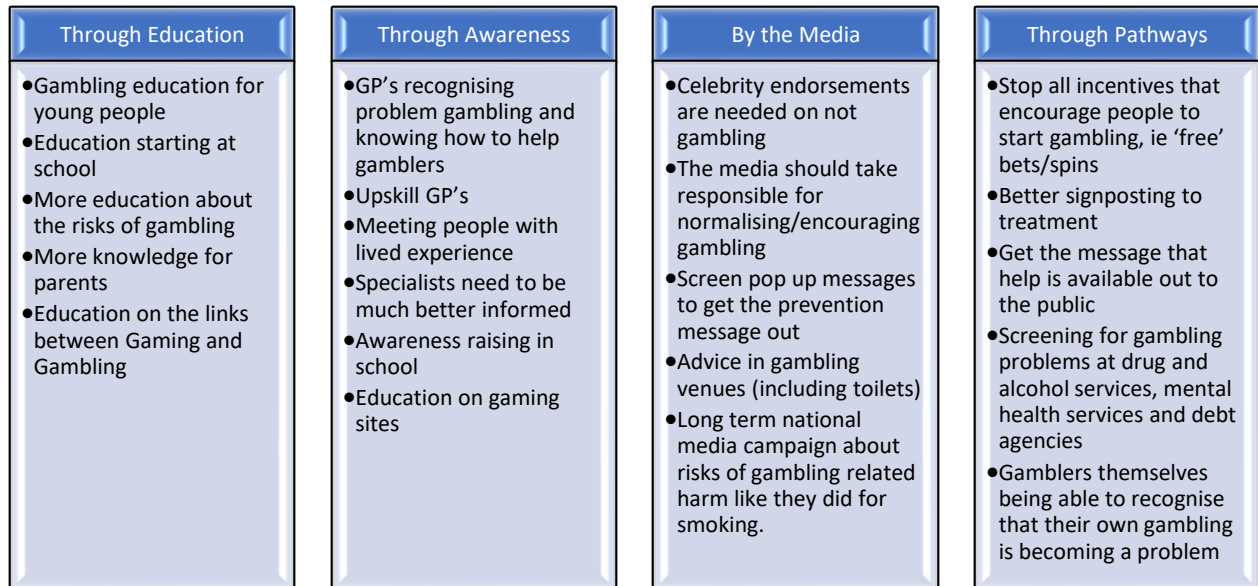 Through Education
•Gambling education for
young people
•Education starting at
school
•More education about
the risks of gambling
•More knowledge for
parents
•Education on the links
between Gaming and
Gambling
Through Awareness
•GP’s recognising
problem gambling and
knowing how to help
gamblers
•Upskill GP’s
•Meeting people with
lived experience
•Specialists need to be
much better informed
•Awareness raising in
school
•Education on gaming
sites
By the Media
•Celebrity endorsements
are needed on not
gambling
•The media should take
responsible for
normalising/encouraging
gambling
•Screen pop up messages
to get the prevention
message out
•Advice in gambling
venues (including toilets)
•Long term national
media campaign about
risks of gambling related
harm like they did for
smoking.
Through Pathways
•Stop all incentives that
encourage people to
start gambling, ie ‘free’
bets/spins
•Better signposting to
treatment
•Get the message that
help is available out to
the public
•Screening for gambling
problems at drug and
alcohol services, mental
health services and debt
agencies
•Gamblers themselves
being able to recognise
that their own gambling
is becoming a problem